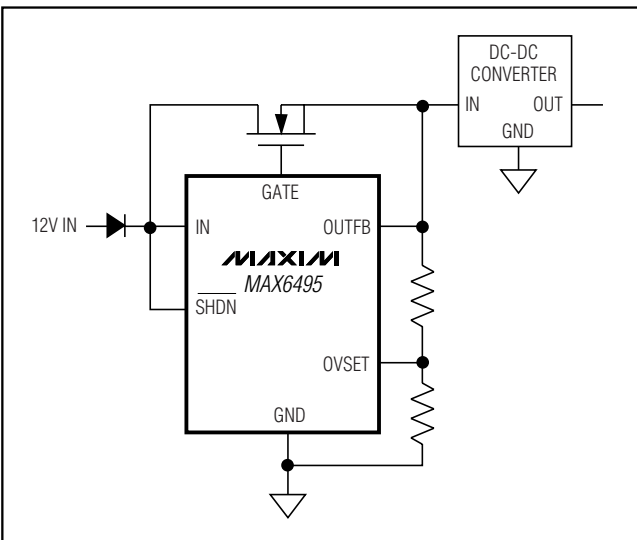 DC-DC
CONVERTER
IN OUT
GND
GATE
12V IN
IN OUTFB
MAXIM
MAX6495
SHDN
OVSET
GND